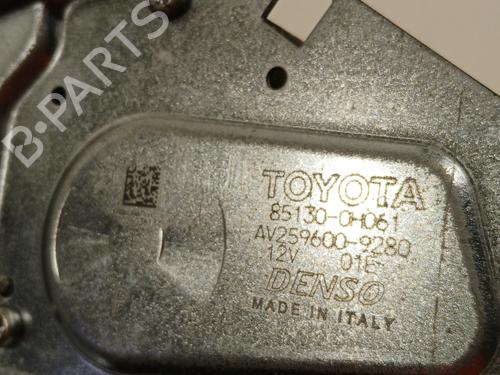 B-PARTS
TOYOTA
85130-0H061
AV259600-9280
12V 01E
DENSO
MADE IN ITALY